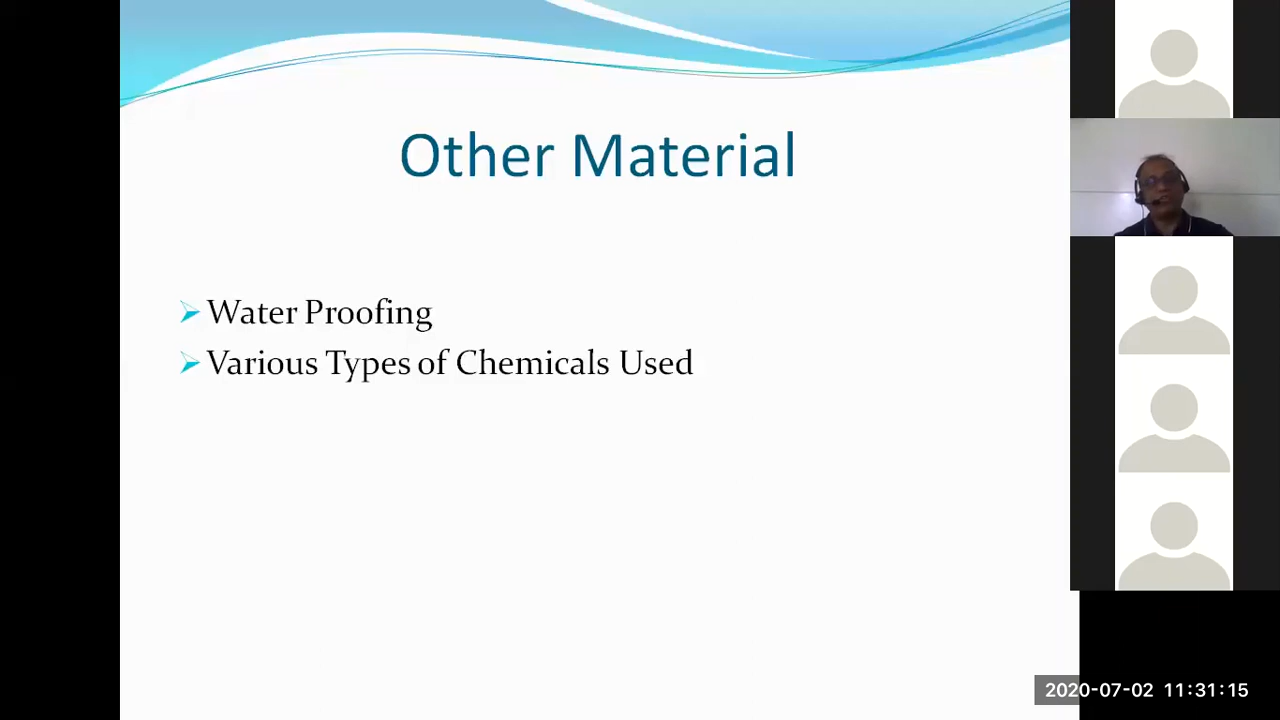 Other Material
Water Proofing
Various Types of Chemicals Used
2020-07-02 11:31:15